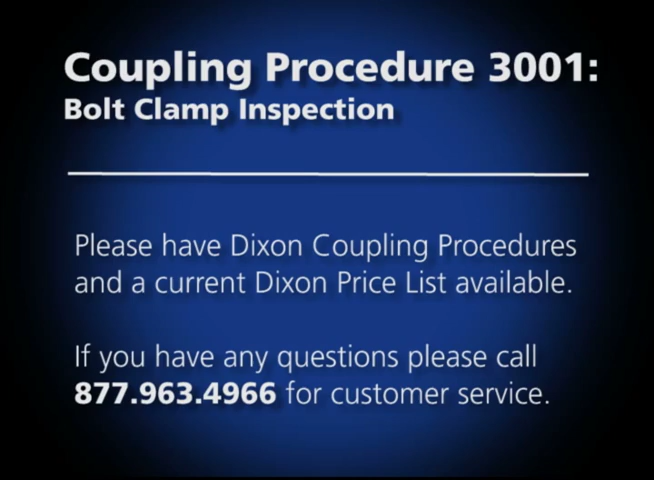 Coupling Procedure 3001:
Bolt Clamp Inspection
Please have Dixon Coupling Procedures
and a current Dixon Price List available.
If you have any questions please call
877.963.4966 for customer service.